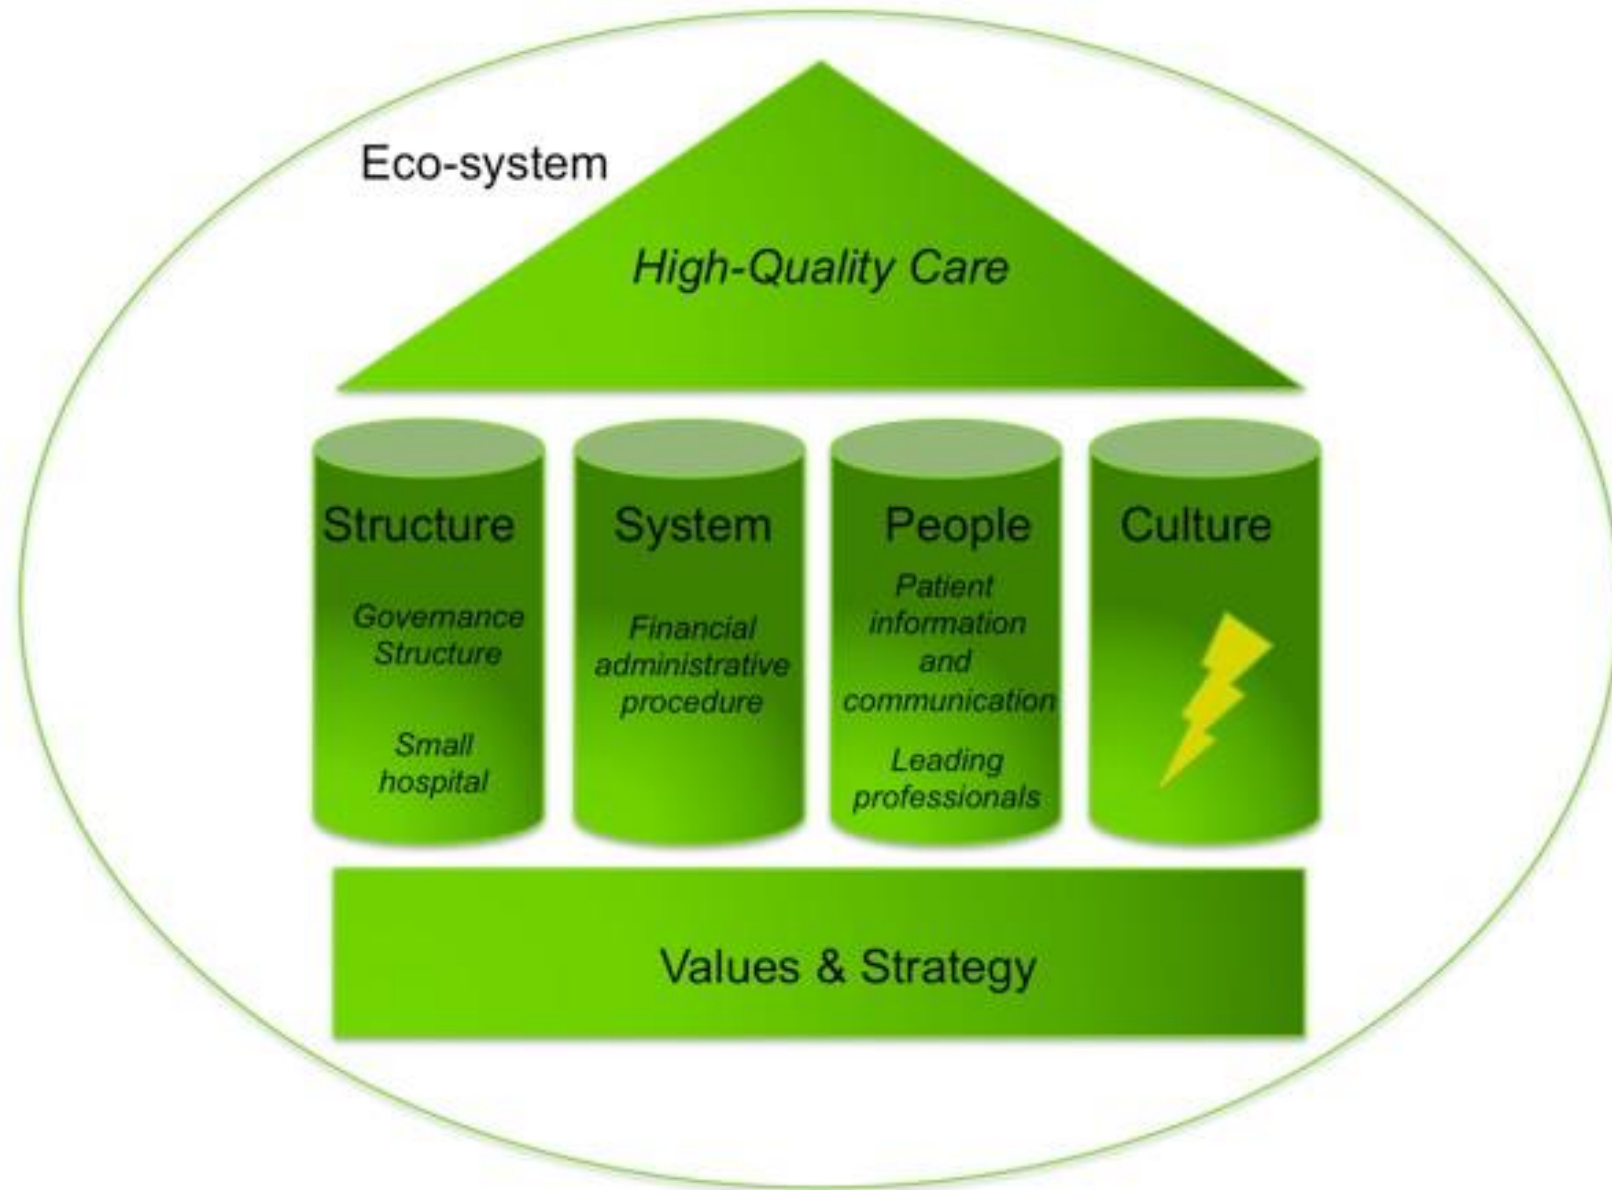 Eco-system
High-Quality Care
Structure
Governance
Structure
Small
hospital
System
Financial
administrative
procedure
People
Patient
information
and
communication
Leading
professionals
Culture
Values & Strategy